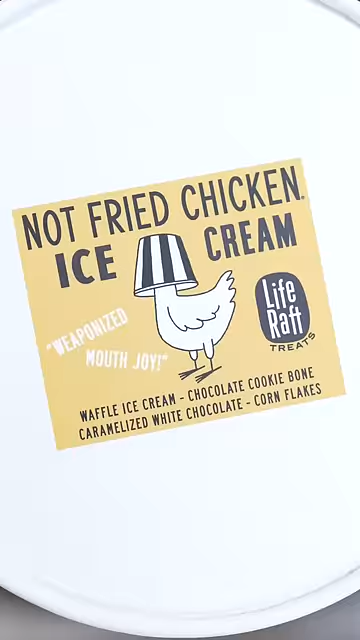 NOT FRIED CHICKEN.
ICE CREAM
"WEAPONIZED
MOUTH JOY!"
Life
Raft
TREATS
WAFFLE ICE CREAM - CHOCOLATE COOKIE BONE
CARAMELIZED WHITE CHOCOLATE - CORN FLAKES